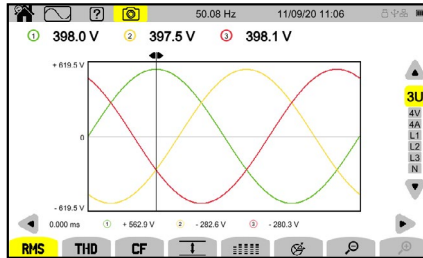 ? 50.08 Hz 11/09/20 11:06
1 398.0 V 2 397.5 V 3 398.1 V
+ 619.5 V
0
- 619.5 V
3U
4V
4A
L1
L2
L3
N
0.000 ms 1 + 562.9 V 2 - 282.6 V 3 - 280.3 V
RMS THD CF